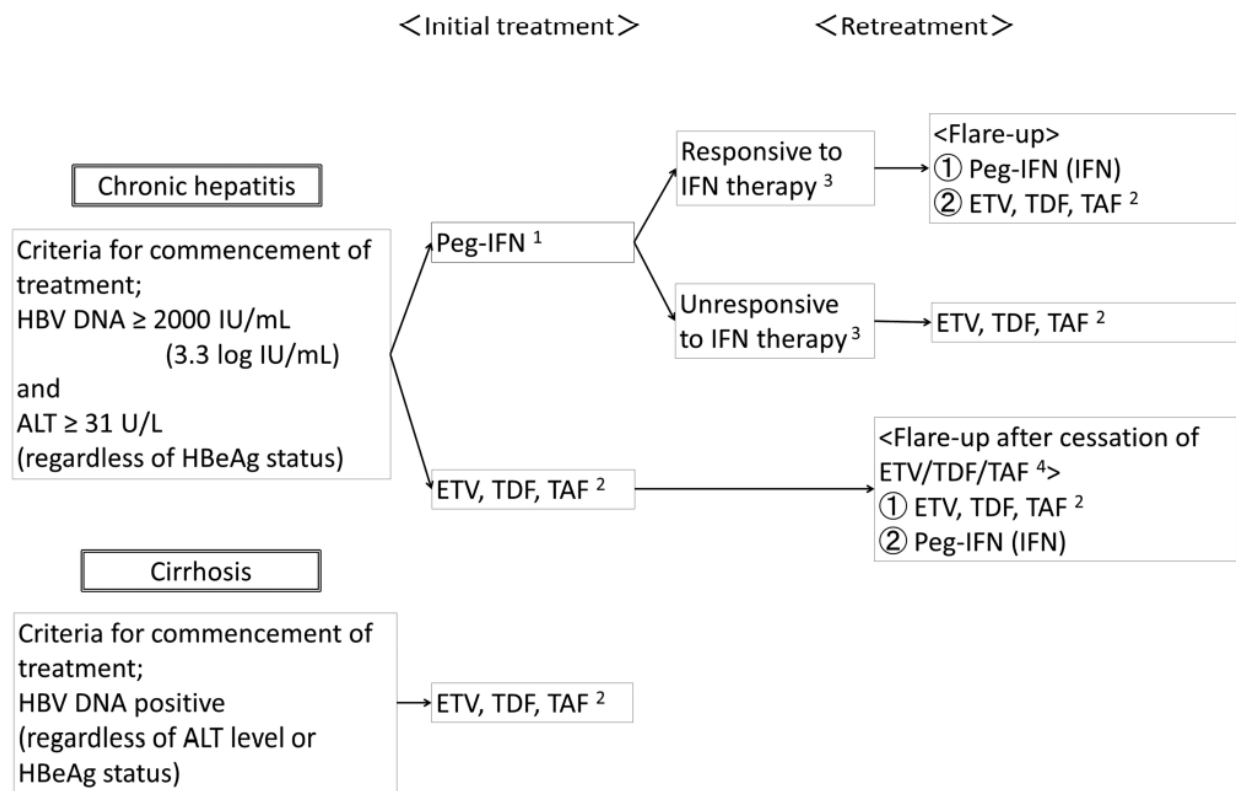 <Initial treatment>
<Retreatment>
Chronic hepatitis
Criteria for commencement of
treatment;
HBV DNA ≥ 2000 IU/mL
(3.3 log IU/mL)
and
ALT ≥ 31 U/L
(regardless of HBeAg status)
Peg-IFN ¹
Responsive to
IFN therapy ³
<Flare-up>
① Peg-IFN (IFN)
② ETV, TDF, TAF ²
Unresponsive
to IFN therapy ³
ETV, TDF, TAF ²
ETV, TDF, TAF ²
<Flare-up after cessation of
ETV/TDF/TAF ⁴>
① ETV, TDF, TAF ²
② Peg-IFN (IFN)
Cirrhosis
Criteria for commencement of
treatment;
HBV DNA positive
(regardless of ALT level or
HBeAg status)
ETV, TDF, TAF ²